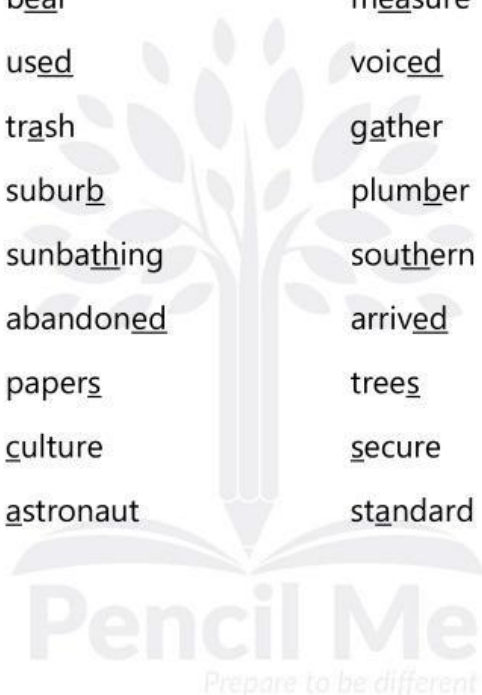 bear measure
used voiced
trash gather
suburb plumber
sunbathing southern
abandoned arrived
papers trees
culture secure
astronaut standard
Pencil Me
Prepare to be different